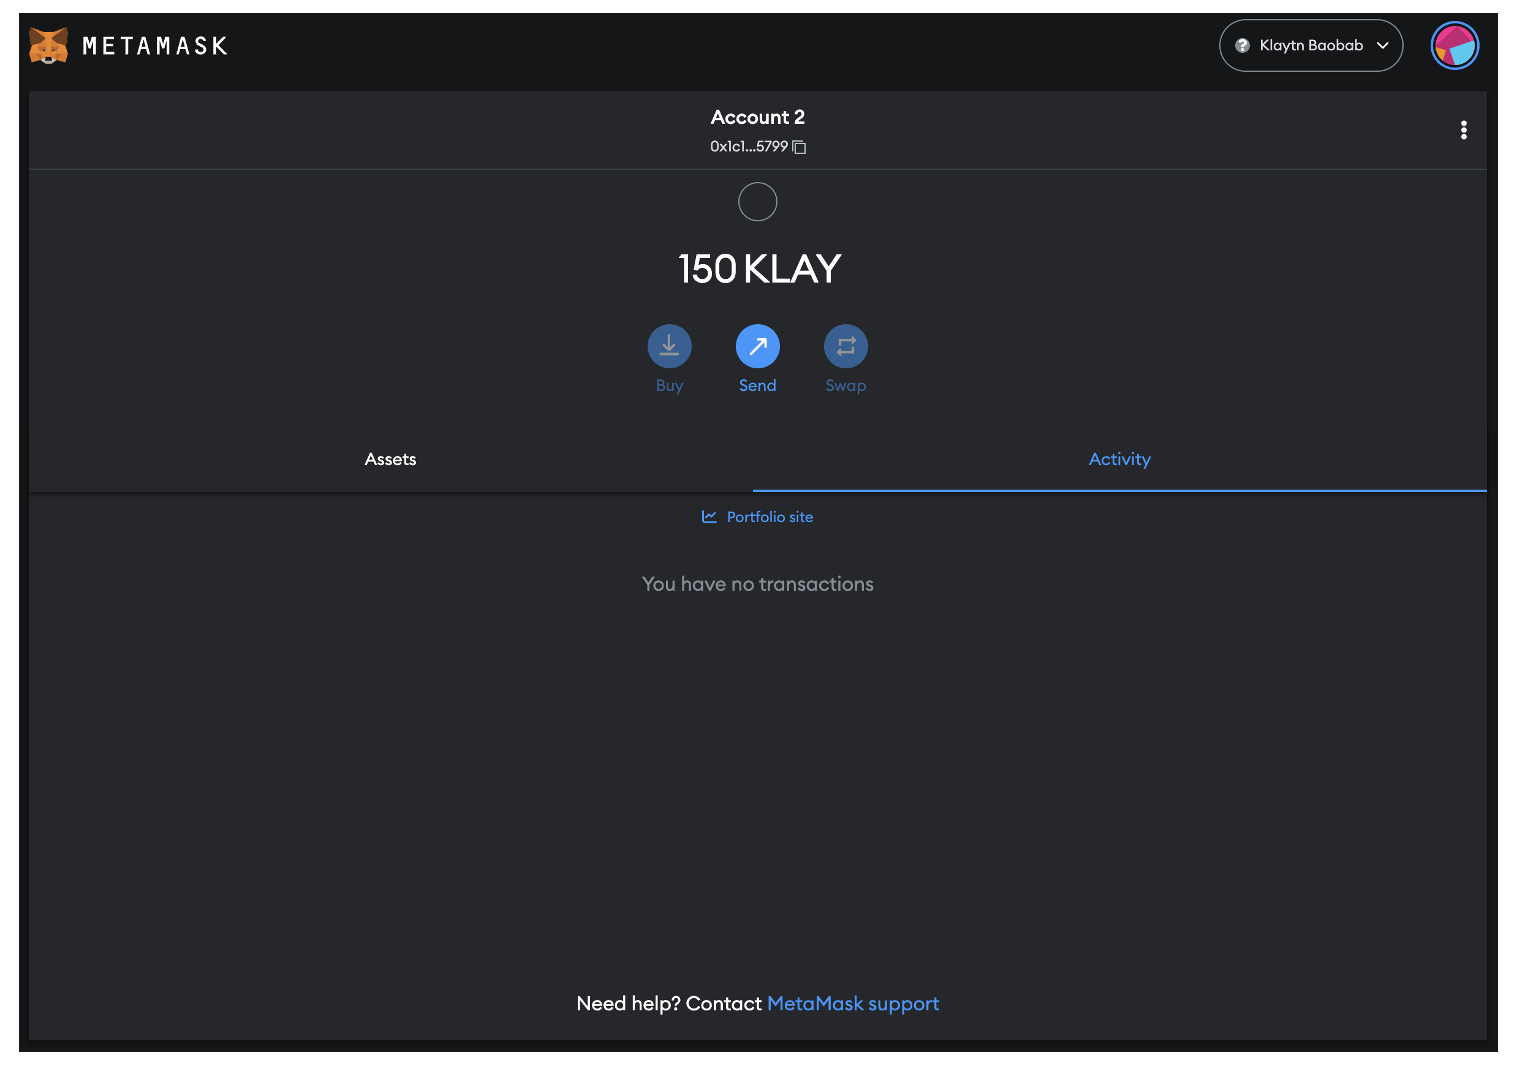 METAMASK
Klaytn Baobab
Account 2
0x1c1...5799
150 KLAY
Buy
Send
Swap
Assets
Activity
Portfolio site
You have no transactions
Need help? Contact MetaMask support